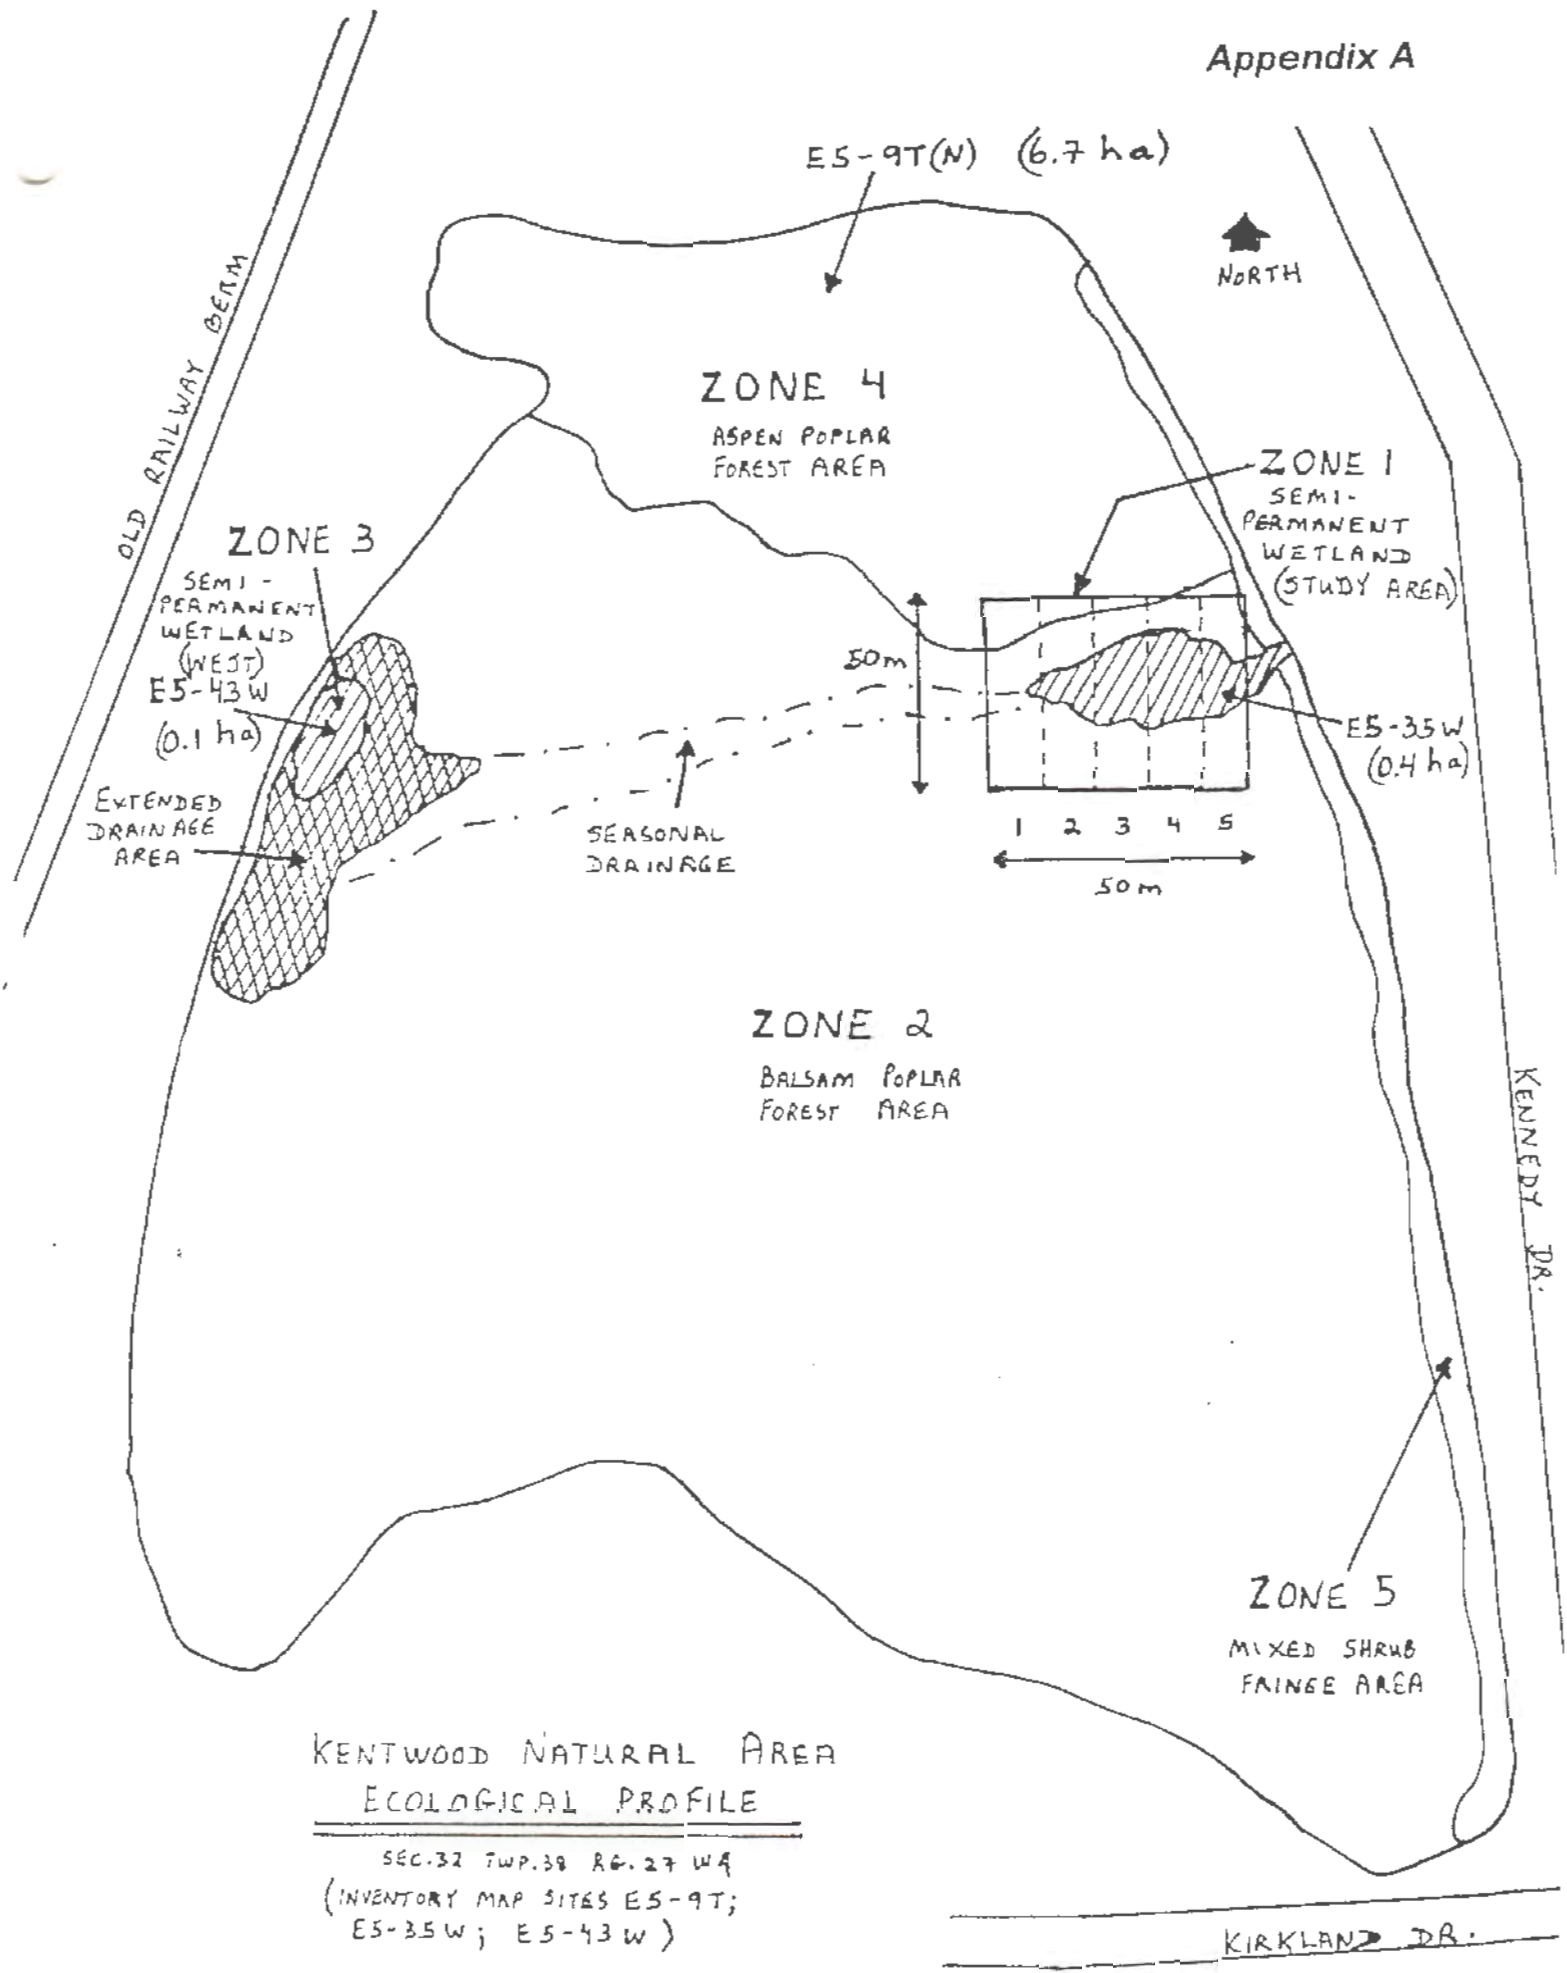 Appendix A
E5-9T(N) (6.7 ha)
NORTH
OLD RAILWAY BERM
ZONE 4
ASPEN POPLAR
FOREST AREA
ZONE 1
SEMI-
PERMANENT
WETLAND
(STUDY AREA)
ZONE 3
SEMI-
PERMANENT
WETLAND
(WEST)
E5-43W
(0.1 ha)
50m
E5-35W
(0.4 ha)
EXTENDED
DRAINAGE
AREA
SEASONAL
DRAINAGE
1 2 3 4 5
50m
ZONE 2
BALSAM POPLAR
FOREST AREA
KENNEDY DR.
ZONE 5
MIXED SHRUB
FRINGE AREA
KENTWOOD NATURAL AREA
ECOLOGICAL PROFILE
SEC.32 TWP.38 RG.27 W4
(INVENTORY MAP SITES E5-9T;
E5-35W; E5-43W)
KIRKLAND DR.